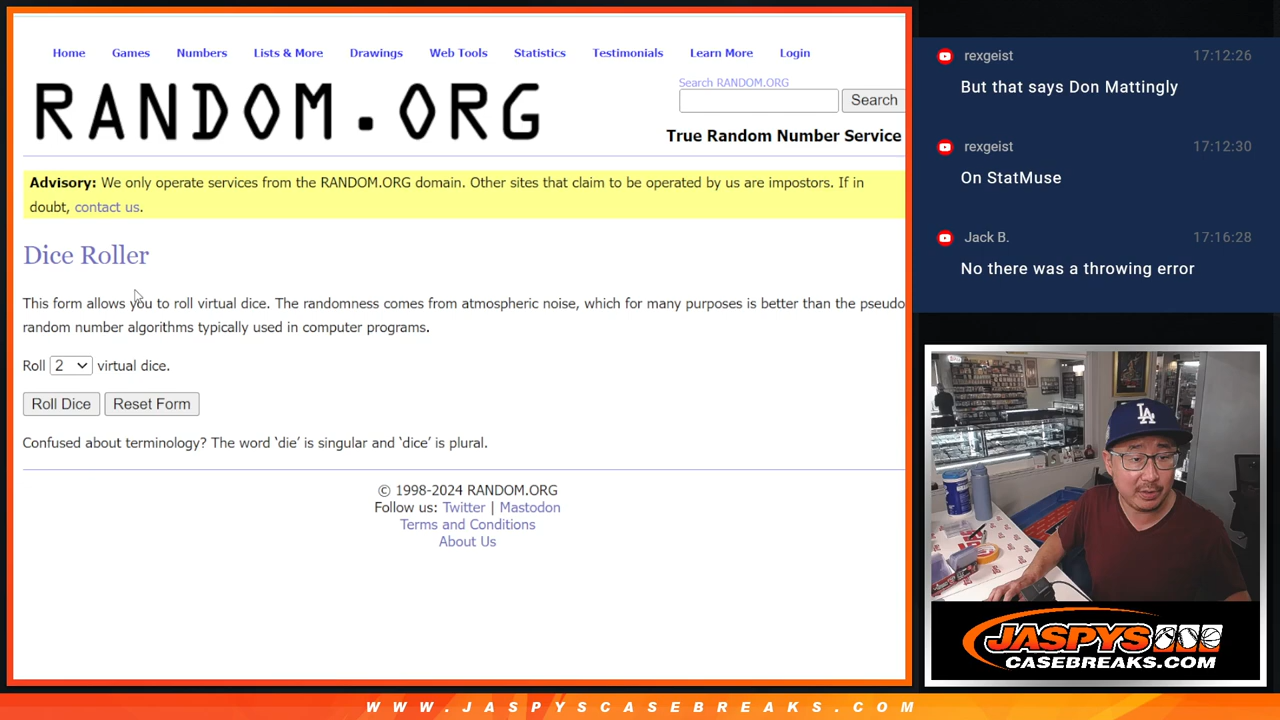 Home Games Numbers Lists & More Drawings Web Tools Statistics Testimonials Learn More Login
RANDOM.ORG
Search RANDOM.ORG
Search
True Random Number Service
Advisory: We only operate services from the RANDOM.ORG domain. Other sites that claim to be operated by us are impostors. If in
doubt, contact us.
Dice Roller
This form allows you to roll virtual dice. The randomness comes from atmospheric noise, which for many purposes is better than the pseudo
random number algorithms typically used in computer programs.
Roll 2 virtual dice.
Roll Dice Reset Form
Confused about terminology? The word ‘die’ is singular and ‘dice’ is plural.
© 1998-2024 RANDOM.ORG
Follow us: Twitter | Mastodon
Terms and Conditions
About Us
rexgeist 17:12:26
But that says Don Mattingly
rexgeist 17:12:30
On StatMuse
Jack B. 17:16:28
No there was a throwing error
LA
JASPYS
CASEBREAKS.COM
WWW.JASPYSCASEBREAKS.COM